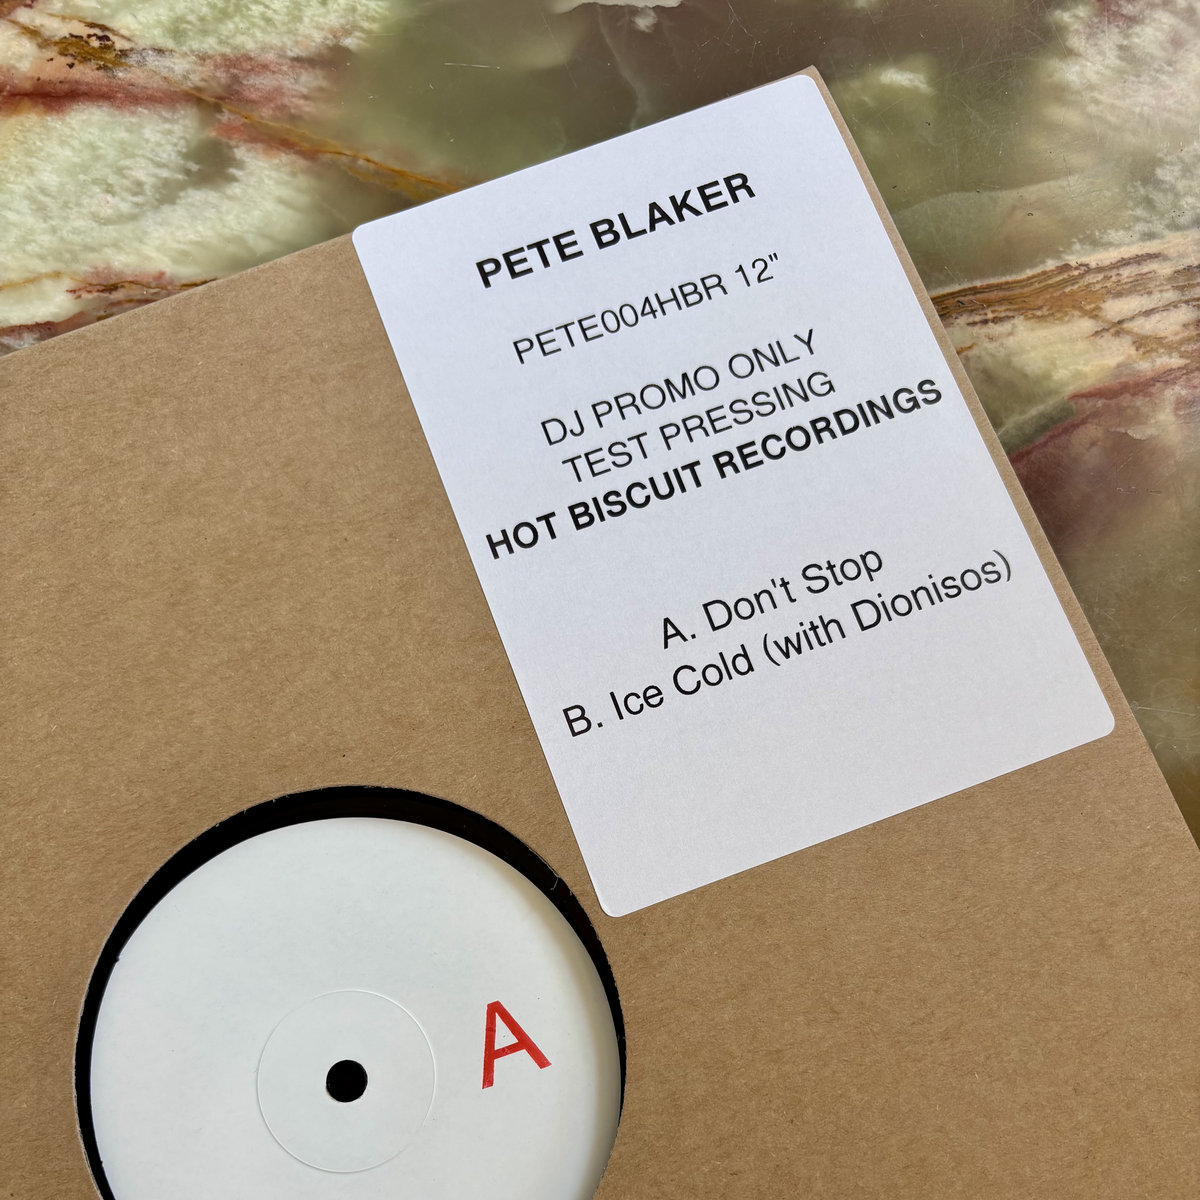 PETE BLAKER
PETE004HBR 12"
DJ PROMO ONLY
TEST PRESSING
HOT BISCUIT RECORDINGS
A. Don't Stop
B. Ice Cold (with Dionisos)
A